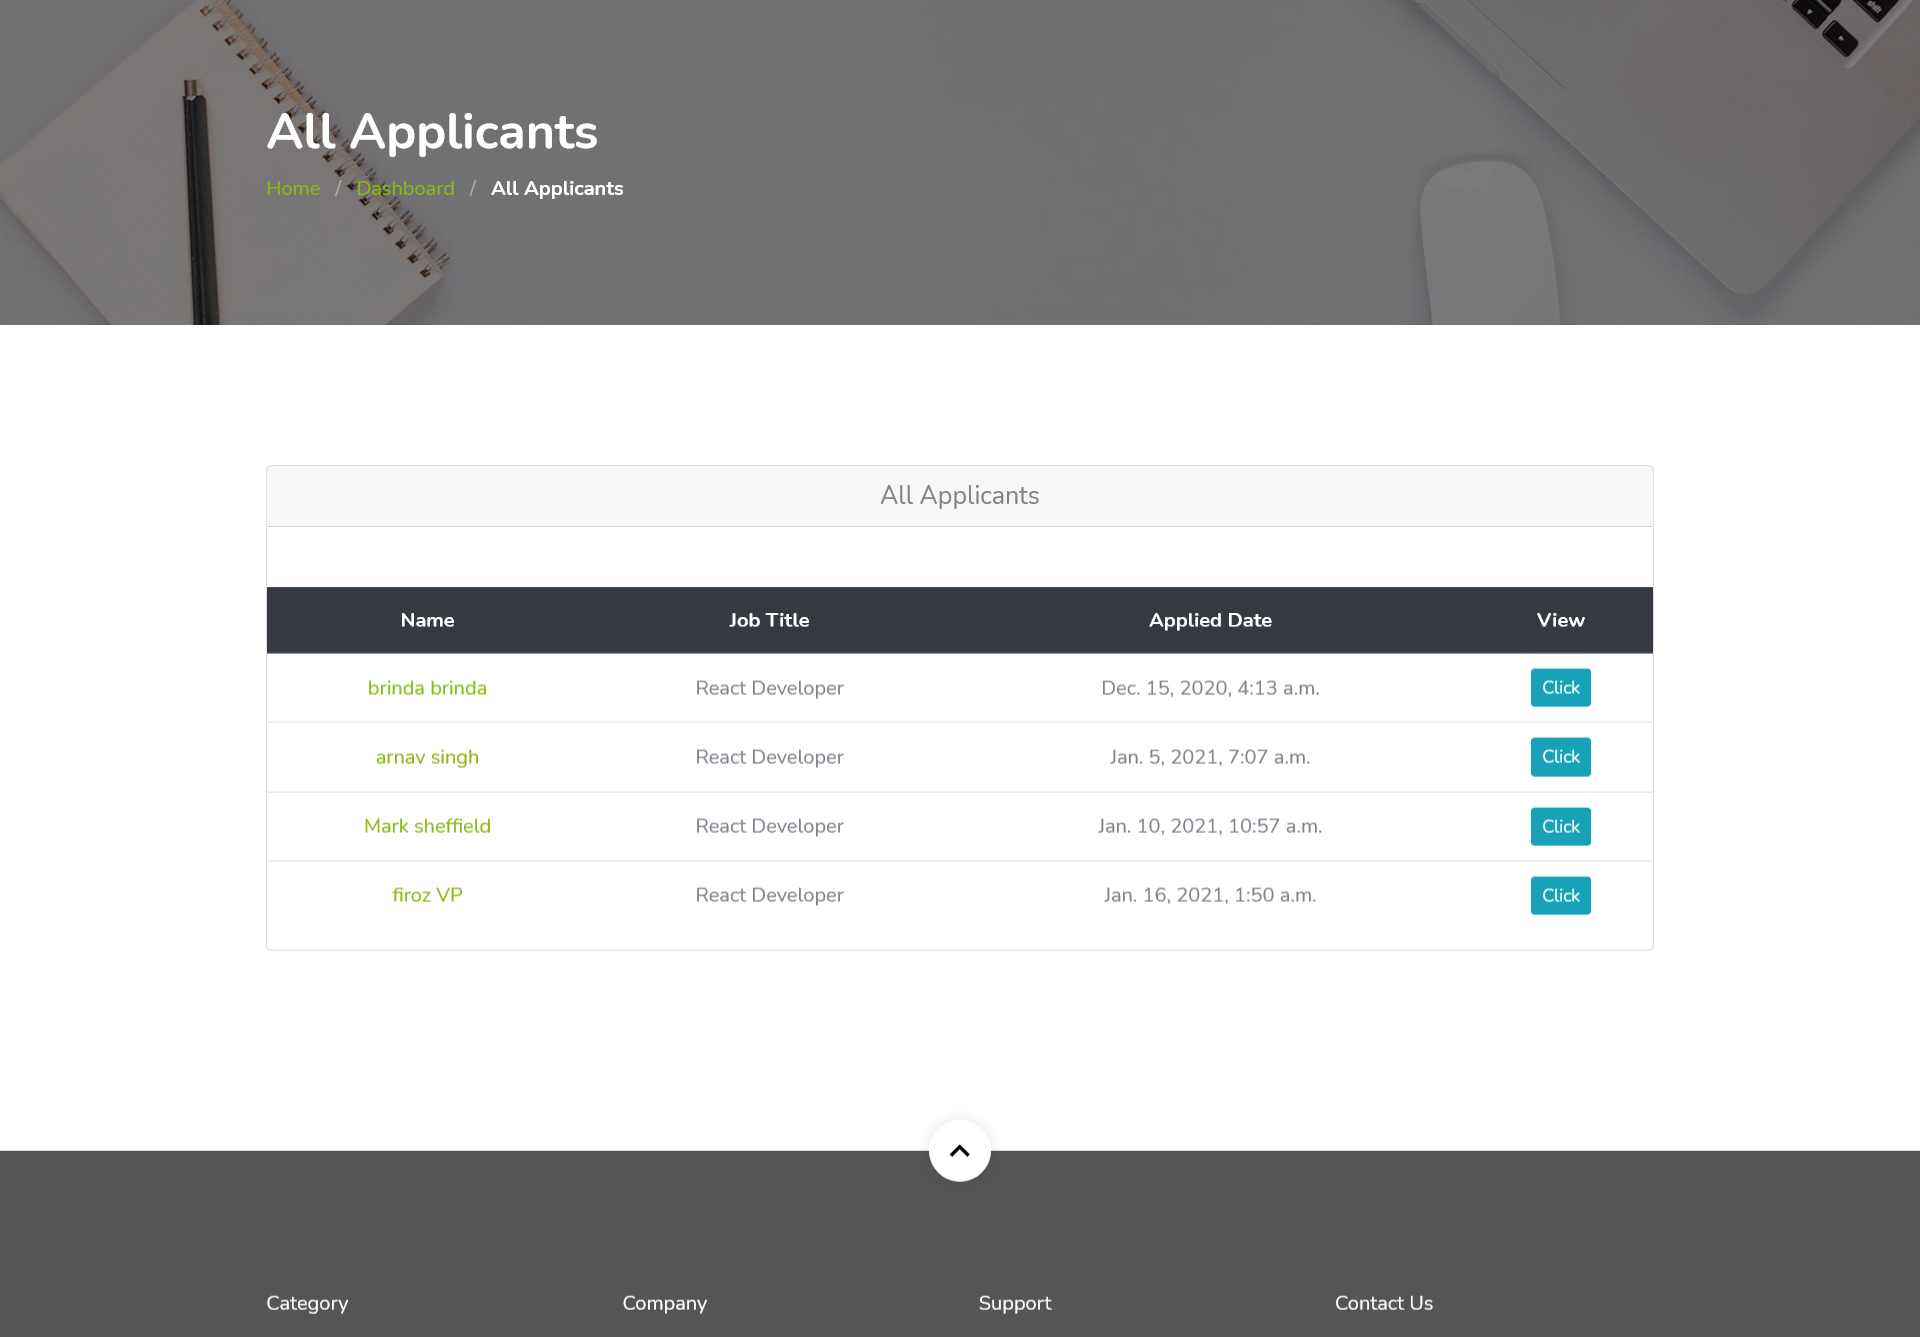 All Applicants
Home / Dashboard / All Applicants
All Applicants
Name Job Title Applied Date View
brinda brinda React Developer Dec. 15, 2020, 4:13 a.m. Click
arnav singh React Developer Jan. 5, 2021, 7:07 a.m. Click
Mark sheffield React Developer Jan. 10, 2021, 10:57 a.m. Click
firoz VP React Developer Jan. 16, 2021, 1:50 a.m. Click
Category Company Support Contact Us